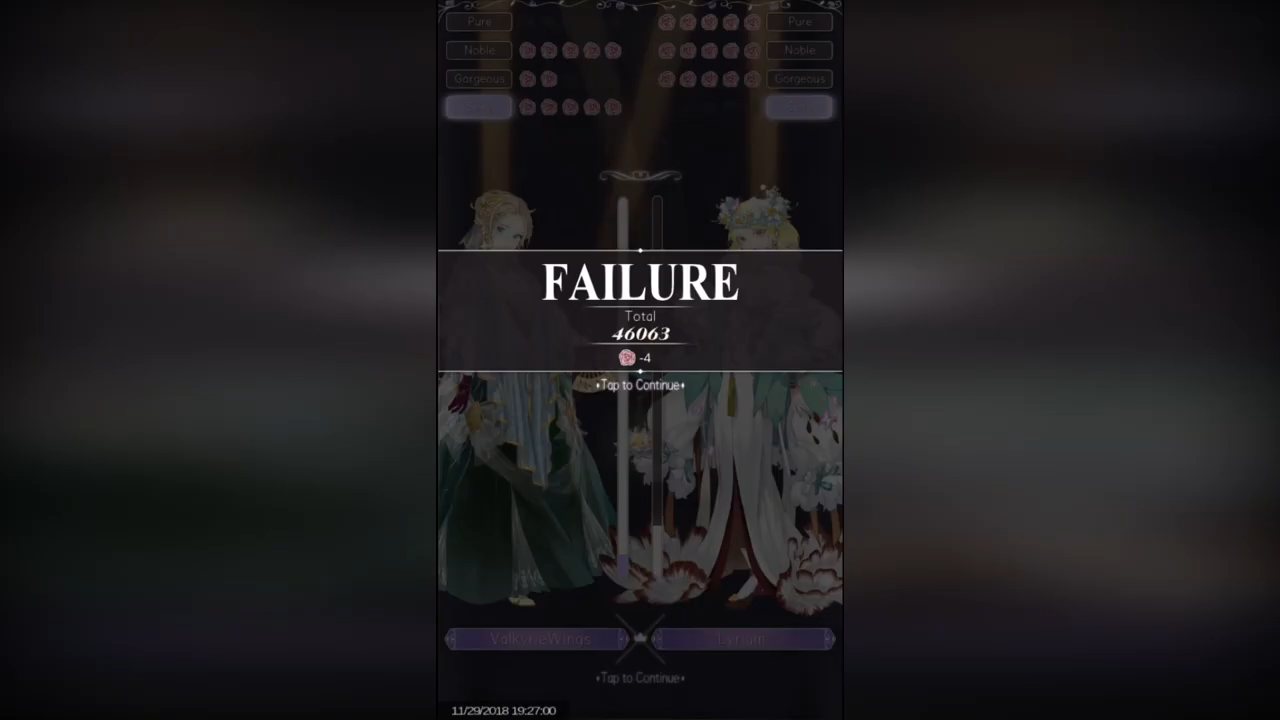 Pure Pure
Noble Noble
Gorgeous Gorgeous
FAILURE
Total
46063
-4
Tap to Continue
ValkyrieWings Lyrium
Tap to Continue
11/29/2018 19:27:00